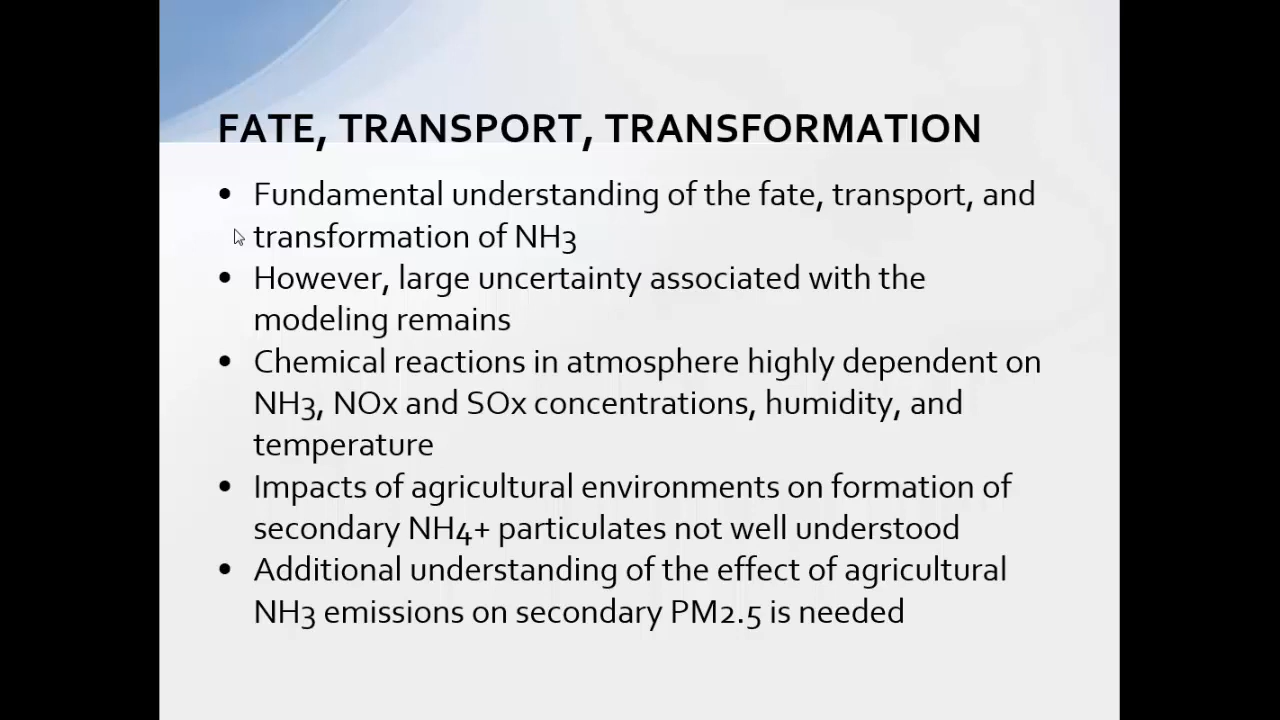 FATE, TRANSPORT, TRANSFORMATION
• Fundamental understanding of the fate, transport, and
transformation of NH3
• However, large uncertainty associated with the
modeling remains
• Chemical reactions in atmosphere highly dependent on
NH3, NOx and SOx concentrations, humidity, and
temperature
• Impacts of agricultural environments on formation of
secondary NH4+ particulates not well understood
• Additional understanding of the effect of agricultural
NH3 emissions on secondary PM2.5 is needed